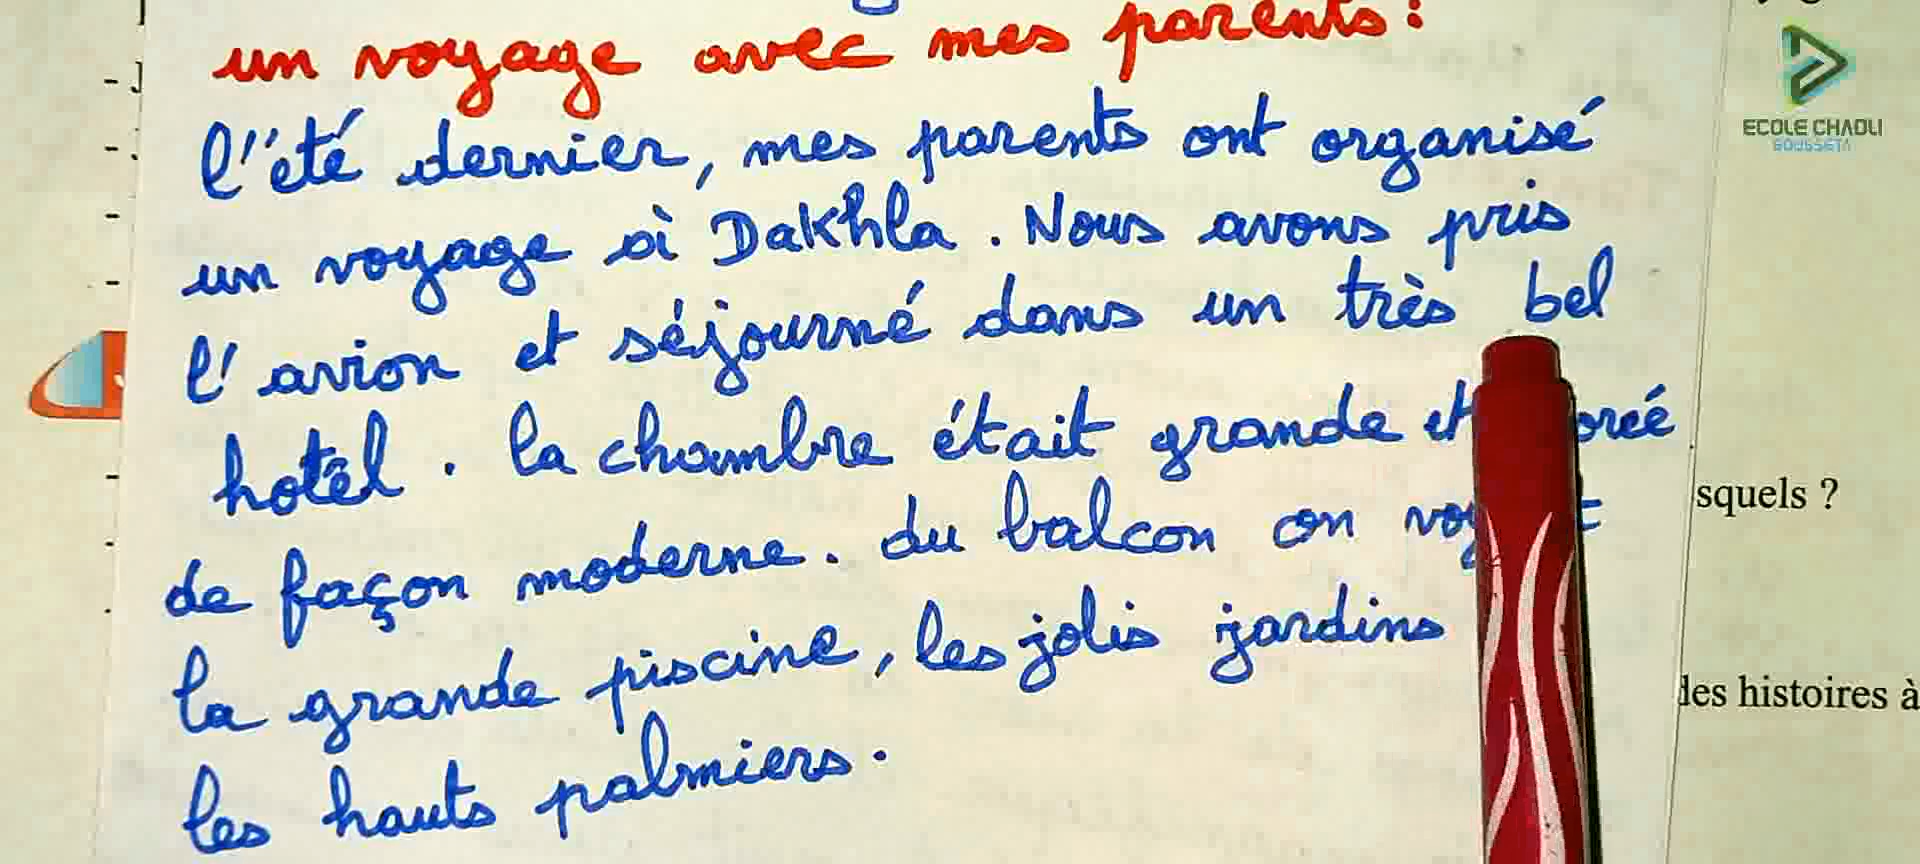 un voyage avec mes parents:
l'été dernier, mes parents ont organisé
un voyage à Dakhla. Nous avons pris
l'avion et séjourné dans un très bel
hotêl. la chambre était grande et
de façon moderne. du balcon on
la grande piscine, les jolis jardins
les hauts palmiers.
squels ?
des histoires à
ECOLE CHADLI
BOUSSETA